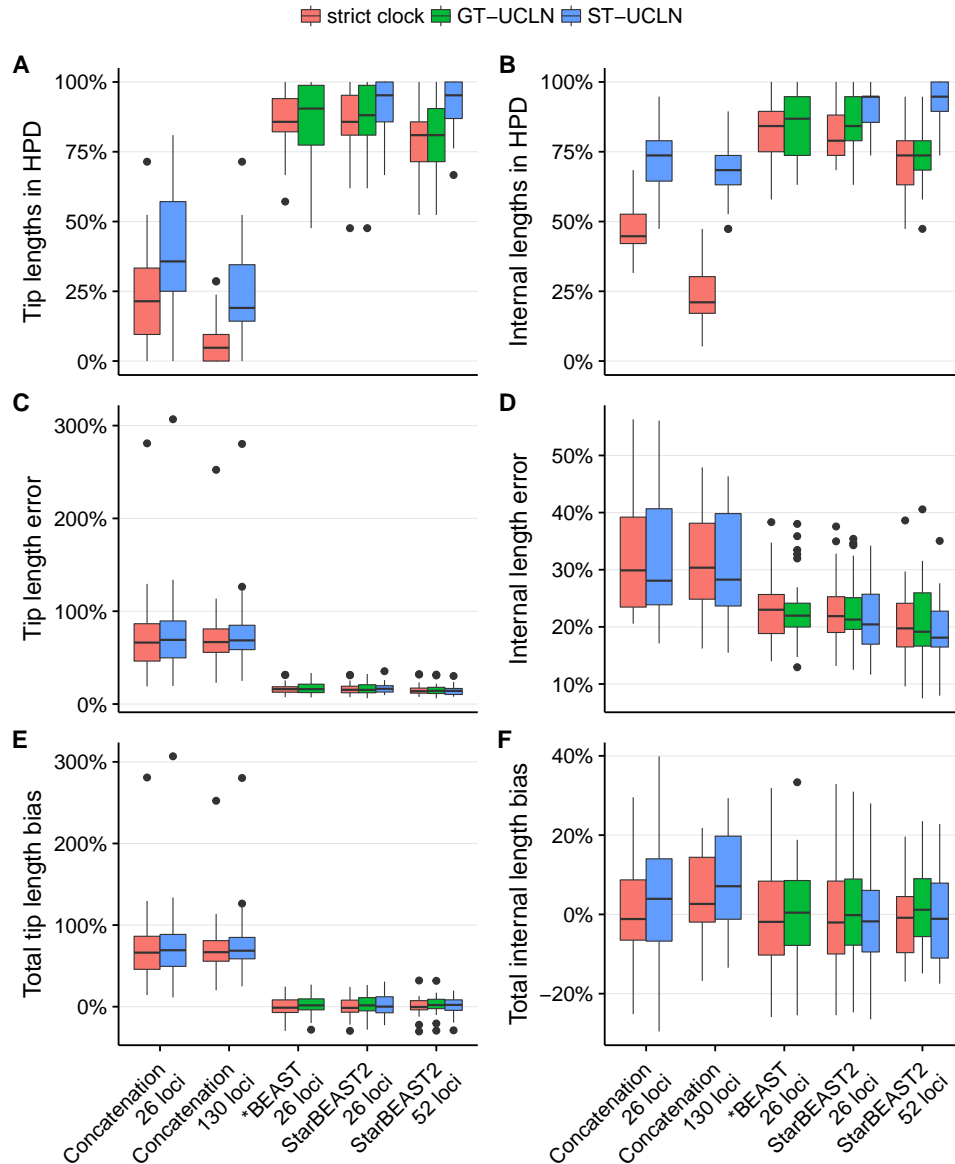 strict clock GT−UCLN ST−UCLN
A
B
Tip lengths in HPD
100%
75%
50%
25%
0%
Internal lengths in HPD
100%
75%
50%
25%
0%
C
D
Tip length error
300%
200%
100%
0%
Internal length error
50%
40%
30%
20%
10%
E
F
Total tip length bias
300%
200%
100%
0%
Total internal length bias
40%
20%
0%
−20%
Concatenation
26 loci
Concatenation
130 loci
*BEAST
26 loci
StarBEAST2
26 loci
StarBEAST2
52 loci
Concatenation
26 loci
Concatenation
130 loci
*BEAST
26 loci
StarBEAST2
26 loci
StarBEAST2
52 loci